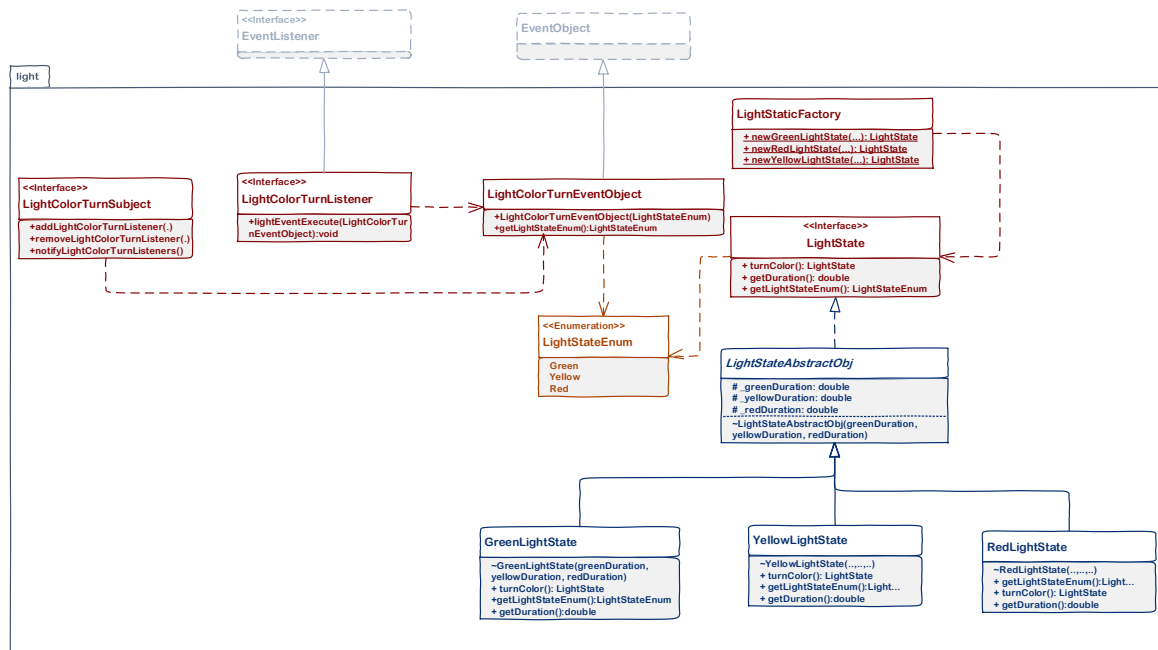 <<Interface>>
EventListener
EventObject
light
LightStaticFactory
+ newGreenLightState(...): LightState
+ newRedLightState(...): LightState
+ newYellowLightState(...): LightState
<<Interface>>
LightColorTurnSubject
+addLightColorTurnListener(.)
+removeLightColorTurnListener(.)
+notifyLightColorTurnListeners()
<<Interface>>
LightColorTurnListener
+lightEventExecute(LightColorTur
nEventObject):void
LightColorTurnEventObject
+LightColorTurnEventObject(LightStateEnum)
+getLightStateEnum():LightStateEnum
<<Interface>>
LightState
+ turnColor(): LightState
+ getDuration(): double
+ getLightStateEnum(): LightStateEnum
<<Enumeration>>
LightStateEnum
Green
Yellow
Red
LightStateAbstractObj
# _greenDuration: double
# _yellowDuration: double
# _redDuration: double
~LightStateAbstractObj(greenDuration,
yellowDuration, redDuration)
GreenLightState
~GreenLightState(greenDuration,
yellowDuration, redDuration)
+ turnColor(): LightState
+getLightStateEnum():LightStateEnum
+ getDuration():double
YellowLightState
~YellowLightState(..,..,..)
+ turnColor(): LightState
+ getLightStateEnum():Light...
+ getDuration():double
RedLightState
~RedLightState(..,..,..)
+ getLightStateEnum():Light...
+ turnColor(): LightState
+ getDuration():double